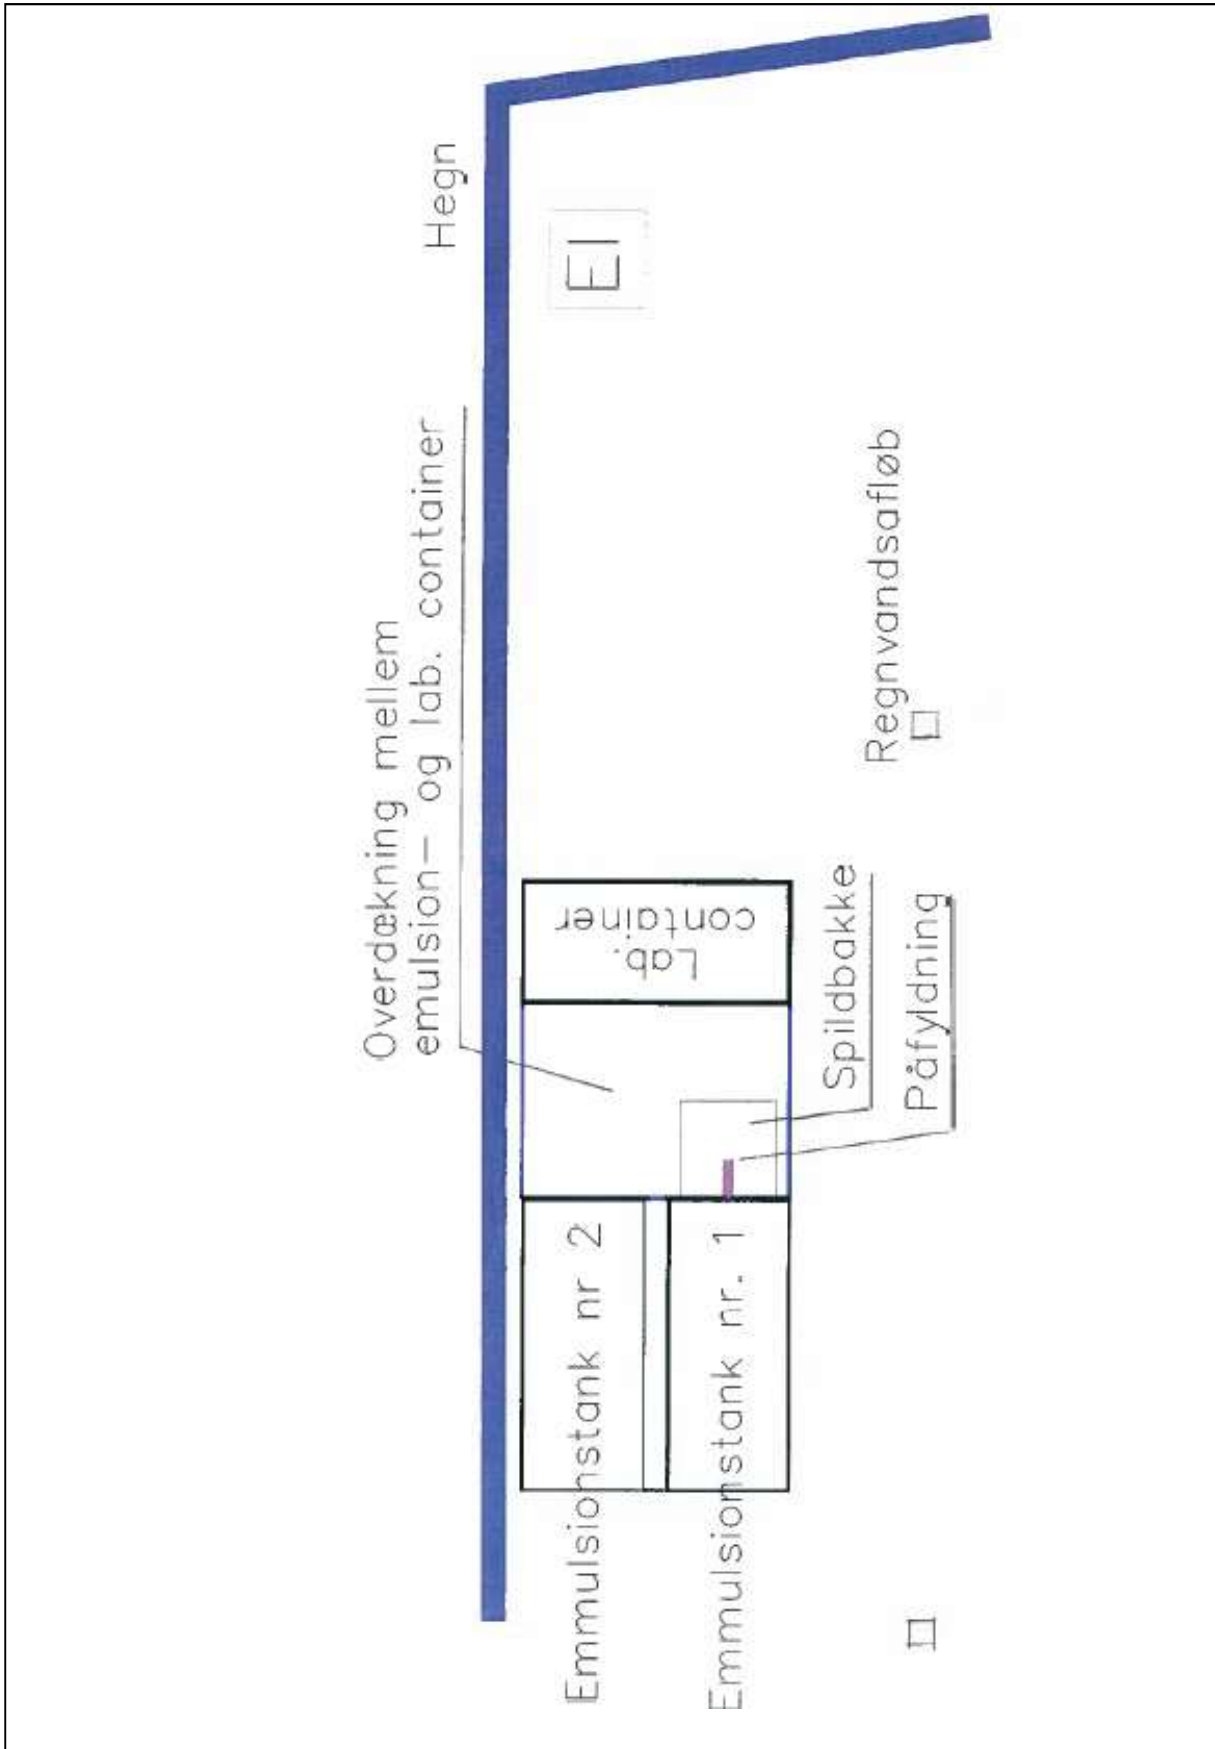 Hegn
El
Overdækning mellem
emulsion- og lab. container
Regnvandsafløb
Lab.
container
Spildbakke
Påfyldning
Emmulsionstank nr 2
Emmulsionstank nr. 1